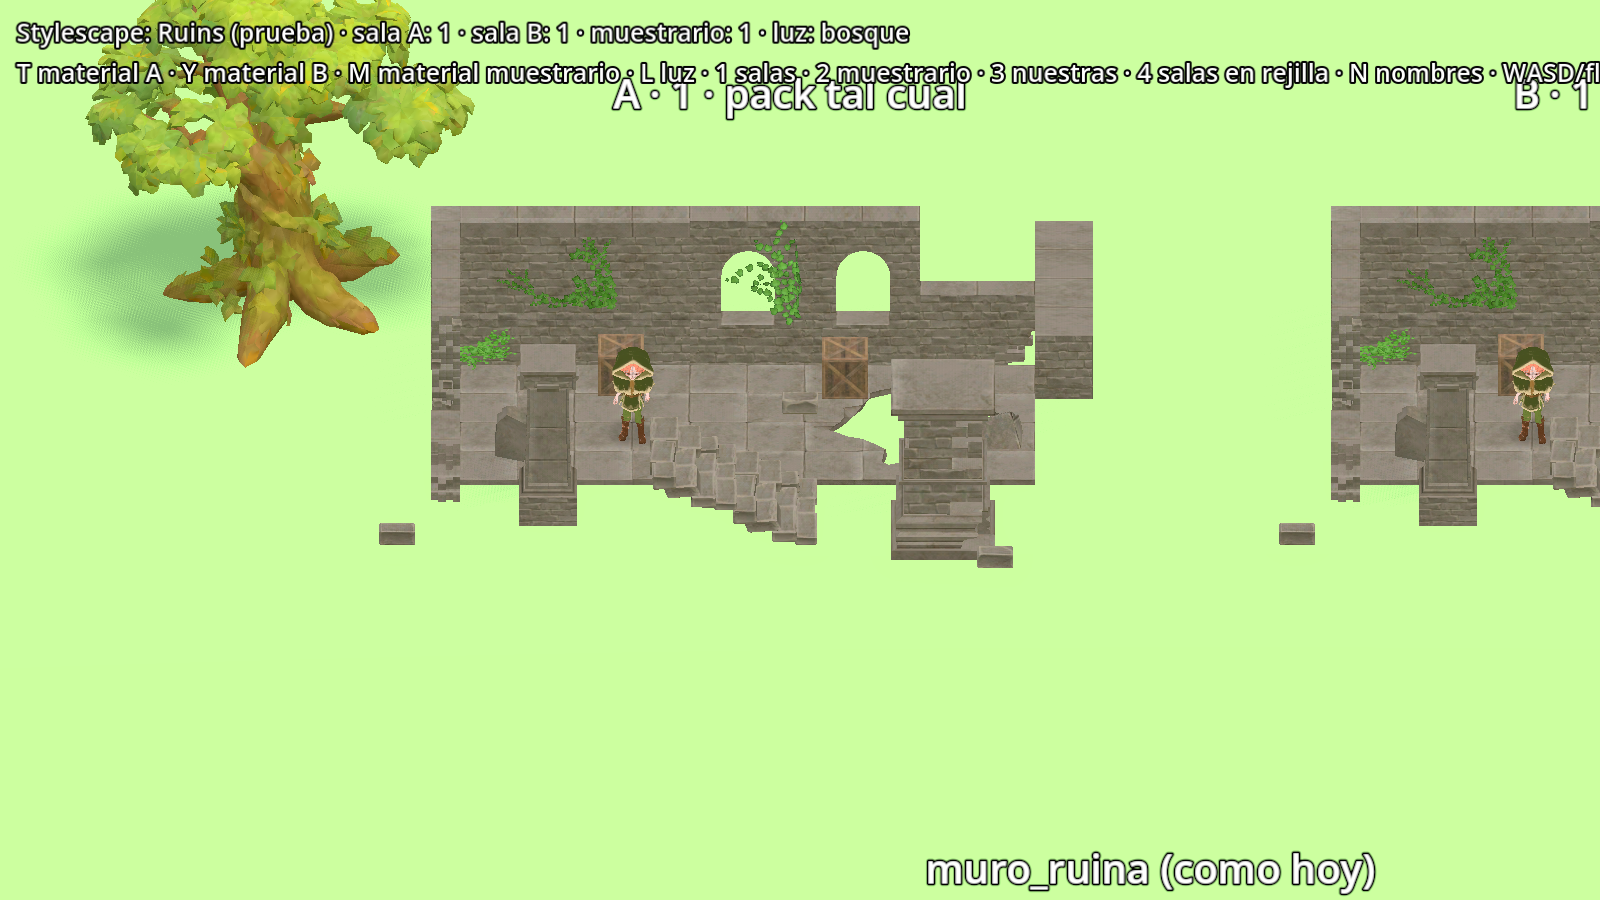 Stylescape: Ruins (prueba) · sala A: 1 · sala B: 1 · muestrario: 1 · luz: bosque
T material A · Y material B · M material muestrario · L luz · 1 salas · 2 muestrario · 3 nuestras · 4 salas en rejilla · N nombres · WASD/fl
A · 1 · pack tal cual
B · 1
muro_ruina (como hoy)